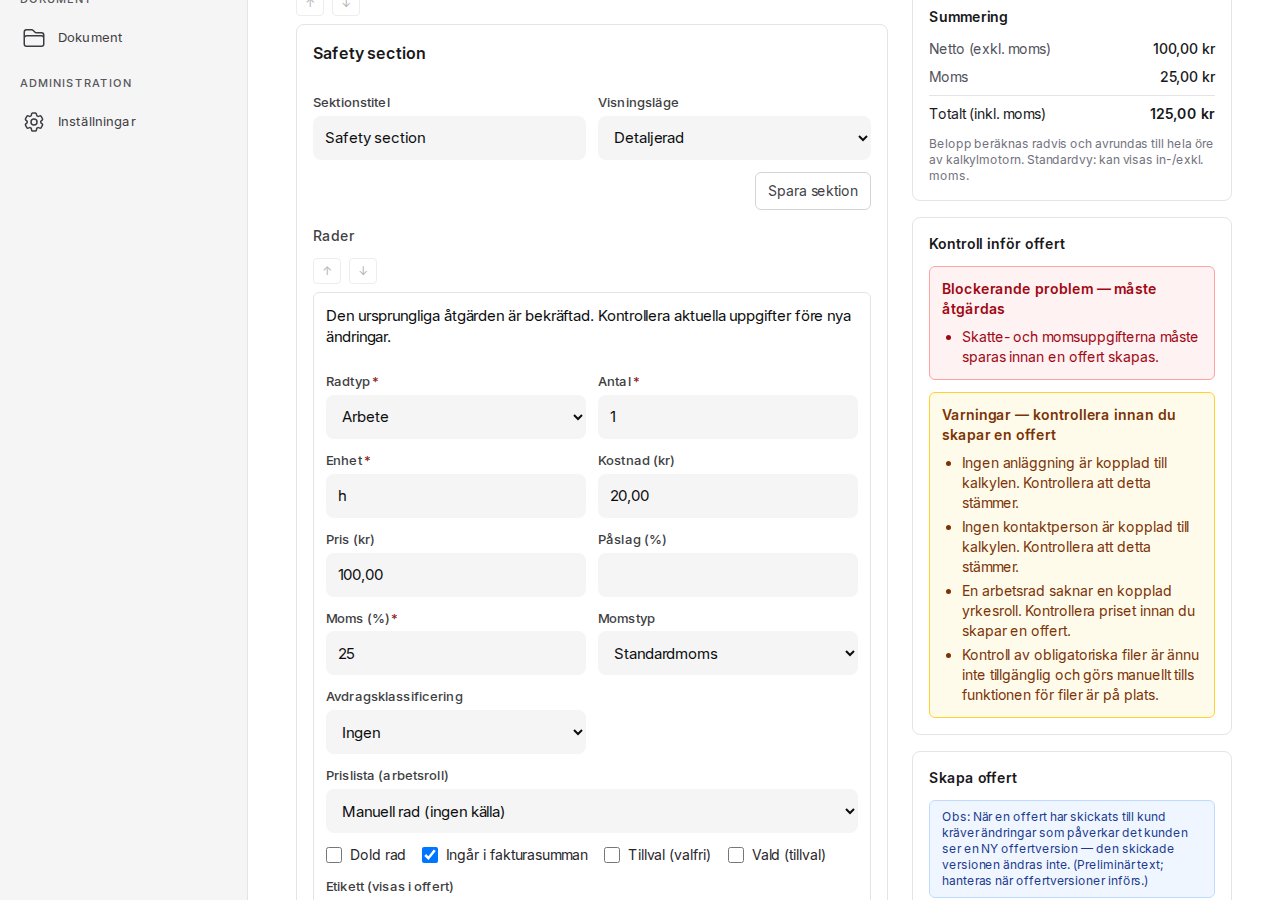 DOKUMENT
Dokument
ADMINISTRATION
Inställningar
↑ ↓
Safety section
Sektionstitel
Visningsläge
Safety section
Detaljerad
Spara sektion
Rader
↑ ↓
Den ursprungliga åtgärden är bekräftad. Kontrollera aktuella uppgifter före nya
ändringar.
Radtyp*
Antal*
Arbete
1
Enhet*
Kostnad (kr)
h
20,00
Pris (kr)
Påslag (%)
100,00
Moms (%)*
Momstyp
25
Standardmoms
Avdragsklassificering
Ingen
Prislista (arbetsroll)
Manuell rad (ingen källa)
Dold rad
Ingår i fakturasumman
Tillval (valfri)
Vald (tillval)
Etikett (visas i offert)
Summering
Netto (exkl. moms) 100,00 kr
Moms 25,00 kr
Totalt (inkl. moms) 125,00 kr
Belopp beräknas radvis och avrundas till hela öre
av kalkylmotorn. Standardvy: kan visas in-/exkl.
moms.
Kontroll inför offert
Blockerande problem — måste
åtgärdas
• Skatte- och momsuppgifterna måste
sparas innan en offert skapas.
Varningar — kontrollera innan du
skapar en offert
• Ingen anläggning är kopplad till
kalkylen. Kontrollera att detta
stämmer.
• Ingen kontaktperson är kopplad till
kalkylen. Kontrollera att detta
stämmer.
• En arbetsrad saknar en kopplad
yrkesroll. Kontrollera priset innan du
skapar en offert.
• Kontroll av obligatoriska filer är ännu
inte tillgänglig och görs manuellt tills
funktionen för filer är på plats.
Skapa offert
Obs: När en offert har skickats till kund
kräver ändringar som påverkar det kunden
ser en NY offertversion — den skickade
versionen ändras inte. (Preliminär text;
hanteras när offertversioner införs.)